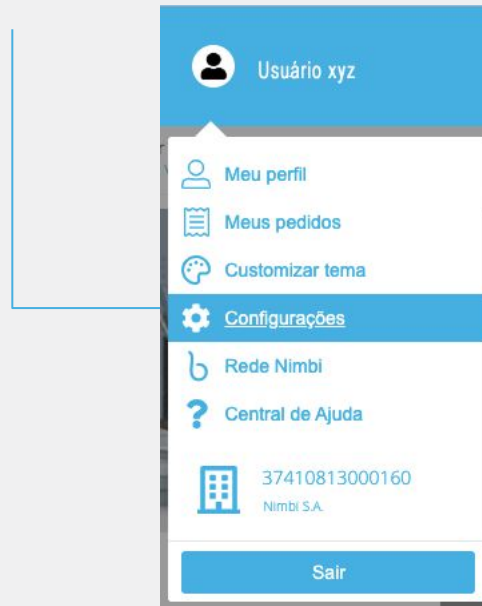 Usuário xyz
Meu perfil
Meus pedidos
Customizar tema
Configurações
Rede Nimbi
Central de Ajuda
37410813000160
Nimbi S.A.
Sair